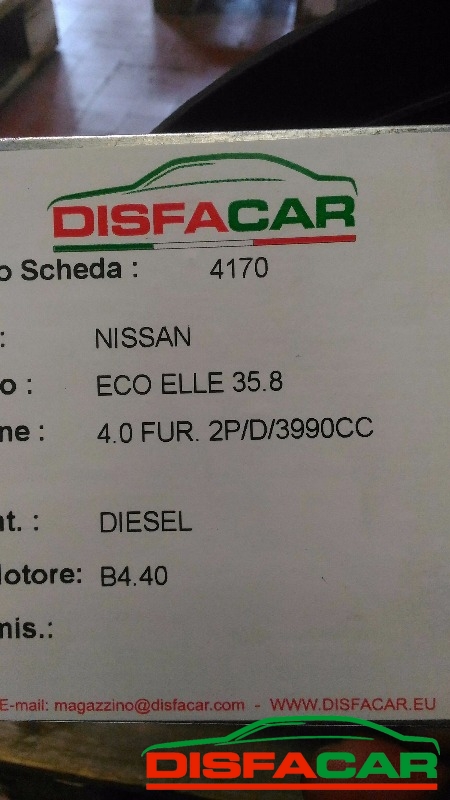 DISFACAR
o Scheda : 4170
: NISSAN
o : ECO ELLE 35.8
ne : 4.0 FUR. 2P/D/3990CC
nt. : DIESEL
Motore: B4.40
mis.:
E-mail: magazzino@disfacar.com - WWW.DISFACAR.EU
DISFACAR